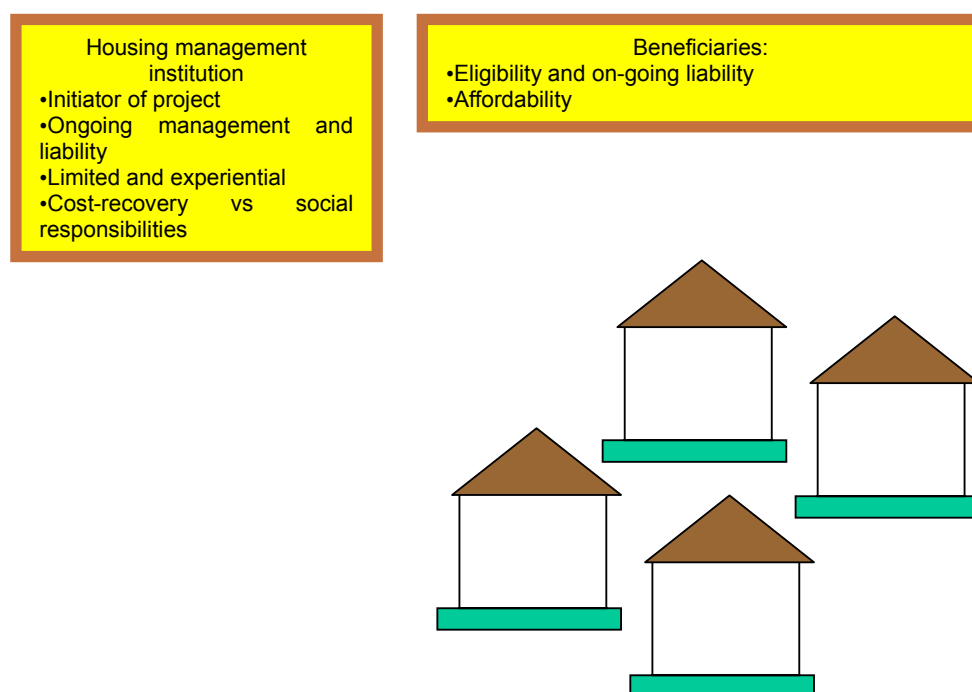 Housing management
institution
•Initiator of project
•Ongoing management and
liability
•Limited and experiential
•Cost-recovery vs social
responsibilities
Beneficiaries:
•Eligibility and on-going liability
•Affordability